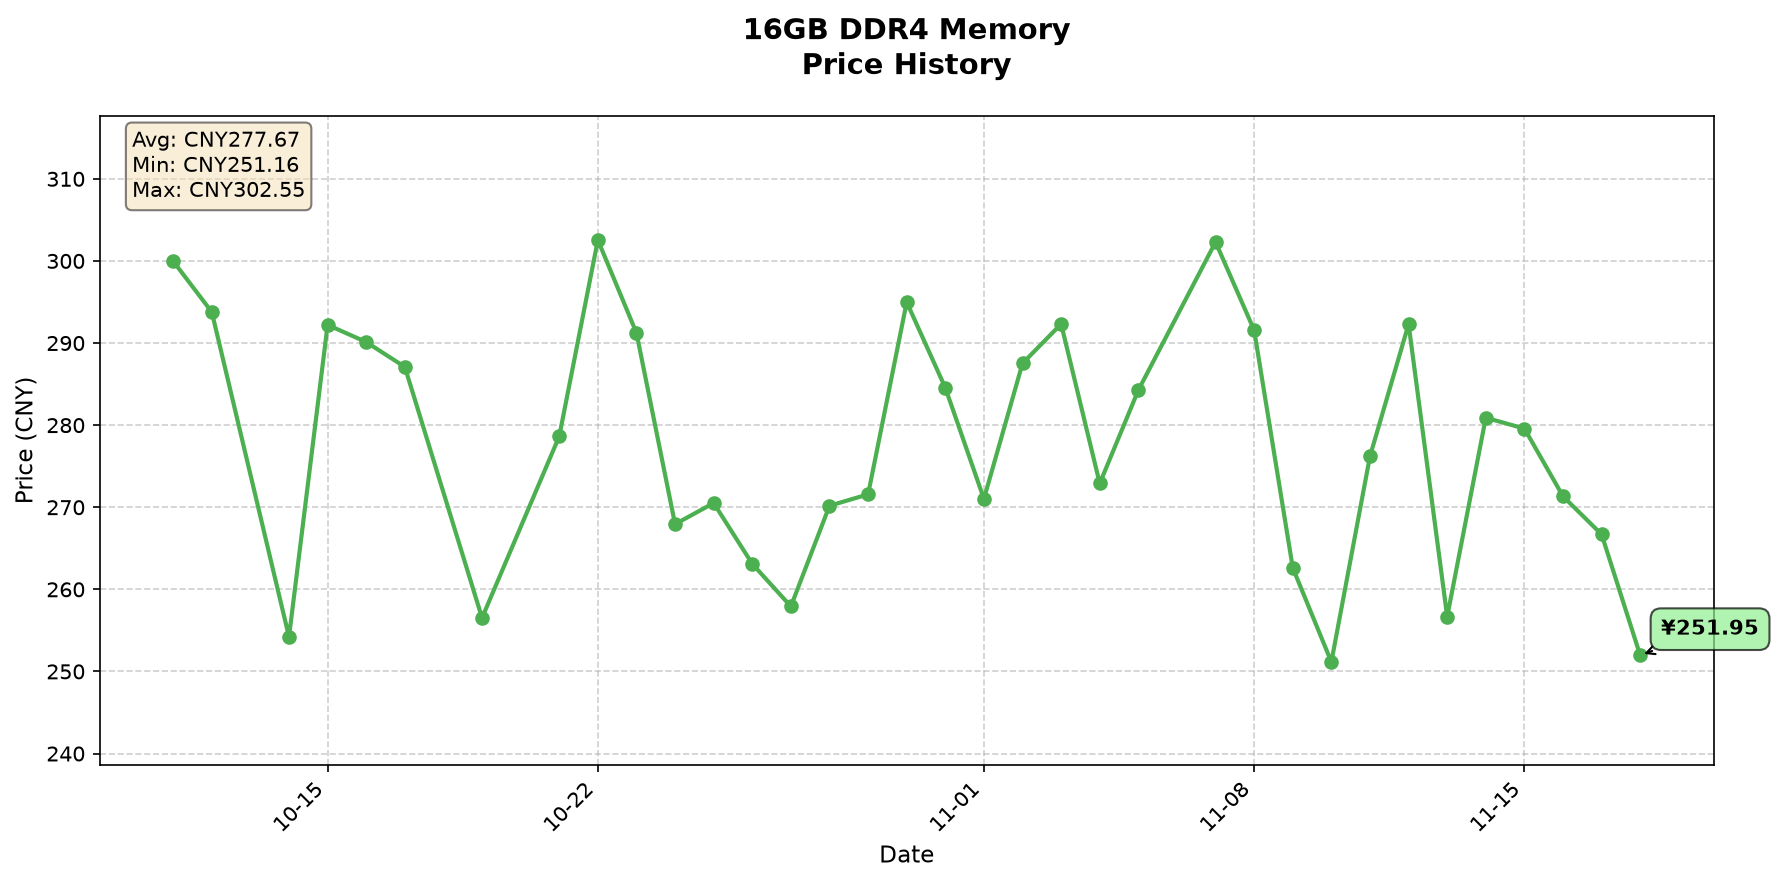 16GB DDR4 Memory
Price History
Avg: CNY277.67
Min: CNY251.16
Max: CNY302.55
310
300
290
280
270
260
250
240
Price (CNY)
¥251.95
10-15
10-22
11-01
11-08
11-15
Date